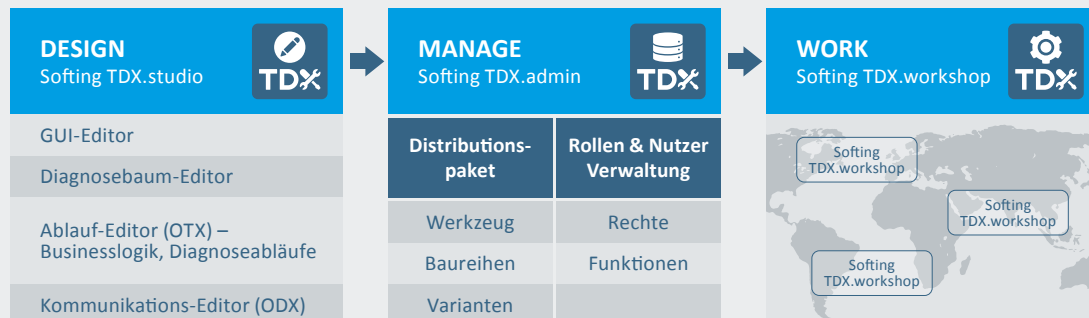 DESIGN
Softing TDX.studio
TDX
GUI-Editor
Diagnosebaum-Editor
Ablauf-Editor (OTX) –
Businesslogik, Diagnoseabläufe
Kommunikations-Editor (ODX)
MANAGE
Softing TDX.admin
TDX
Distributions-
paket
Rollen & Nutzer
Verwaltung
Werkzeug
Rechte
Baureihen
Funktionen
Varianten
WORK
Softing TDX.workshop
TDX
Softing
TDX.workshop
Softing
TDX.workshop
Softing
TDX.workshop